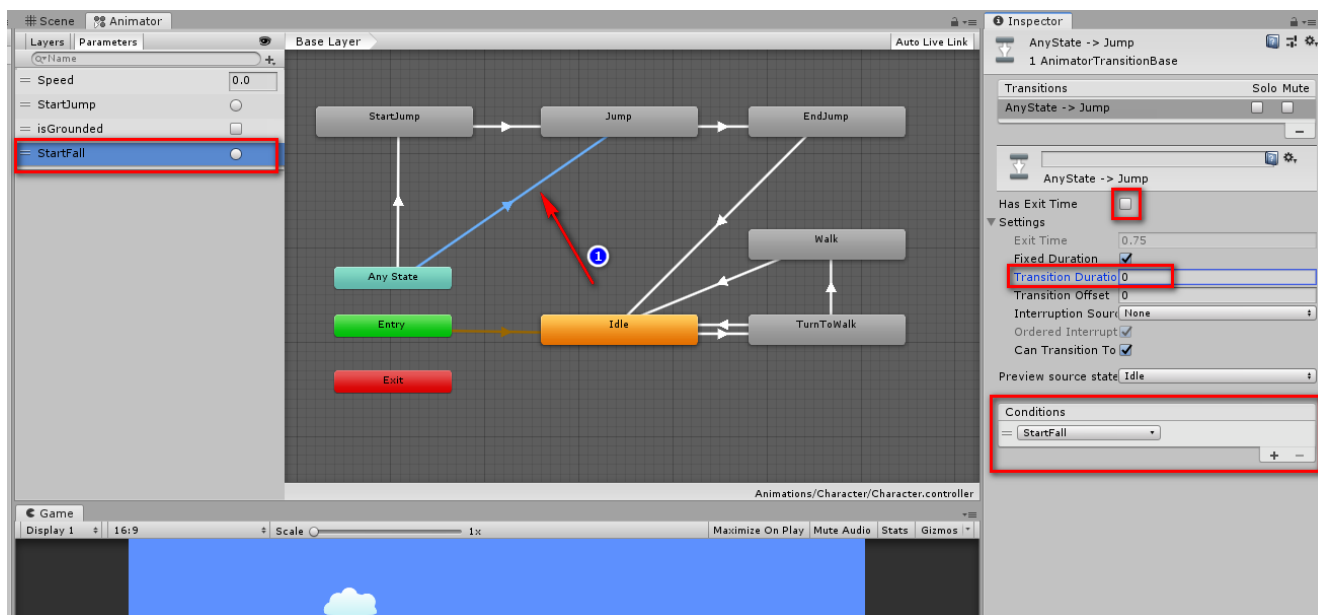 Scene
Animator
Layers
Parameters
Name
Speed
0.0
StartJump
isGrounded
StartFall
Base Layer
Auto Live Link
StartJump
Jump
EndJump
1
Walk
Any State
Entry
Idle
TurnToWalk
Exit
Animations/Character/Character.controller
Game
Display 1
16:9
Scale
1x
Maximize On Play
Mute Audio
Stats
Gizmos
Inspector
AnyState -> Jump
1 AnimatorTransitionBase
Transitions
Solo Mute
AnyState -> Jump
AnyState -> Jump
Has Exit Time
Settings
Exit Time
0.75
Fixed Duration
Transition Duratio
0
Transition Offset
0
Interruption Sour
None
Ordered Interrupt
Can Transition To
Preview source state
Idle
Conditions
StartFall